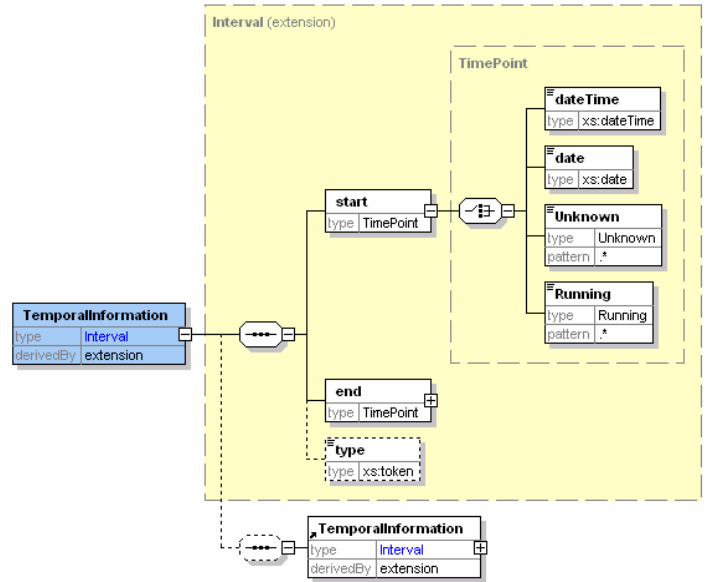 Interval (extension)
TimePoint
dateTime
type xs:dateTime
date
type xs:date
start
type TimePoint
Unknown
type Unknown
pattern .*
Running
type Running
pattern .*
TemporalInformation
type Interval
derivedBy extension
end
type TimePoint
type
type xs:token
TemporalInformation
type Interval
derivedBy extension